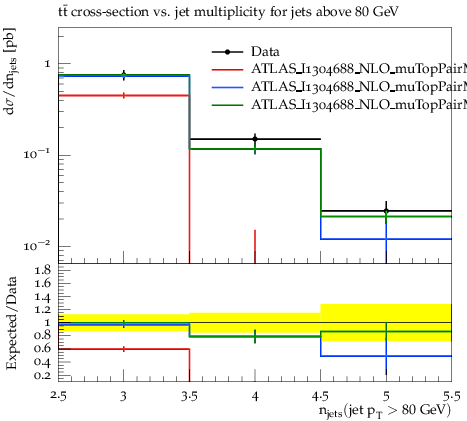 tt̄ cross-section vs. jet multiplicity for jets above 80 GeV
dσ/dn_jets [pb]
Data
ATLAS_I1304688_NLO_muTopPairM
ATLAS_I1304688_NLO_muTopPairM
ATLAS_I1304688_NLO_muTopPairM
1
10⁻¹
10⁻²
Expected/Data
1.8
1.6
1.4
1.2
1
0.8
0.6
0.4
0.2
2.5 3 3.5 4 4.5 5 5.5
n_jets(jet p_T > 80 GeV)